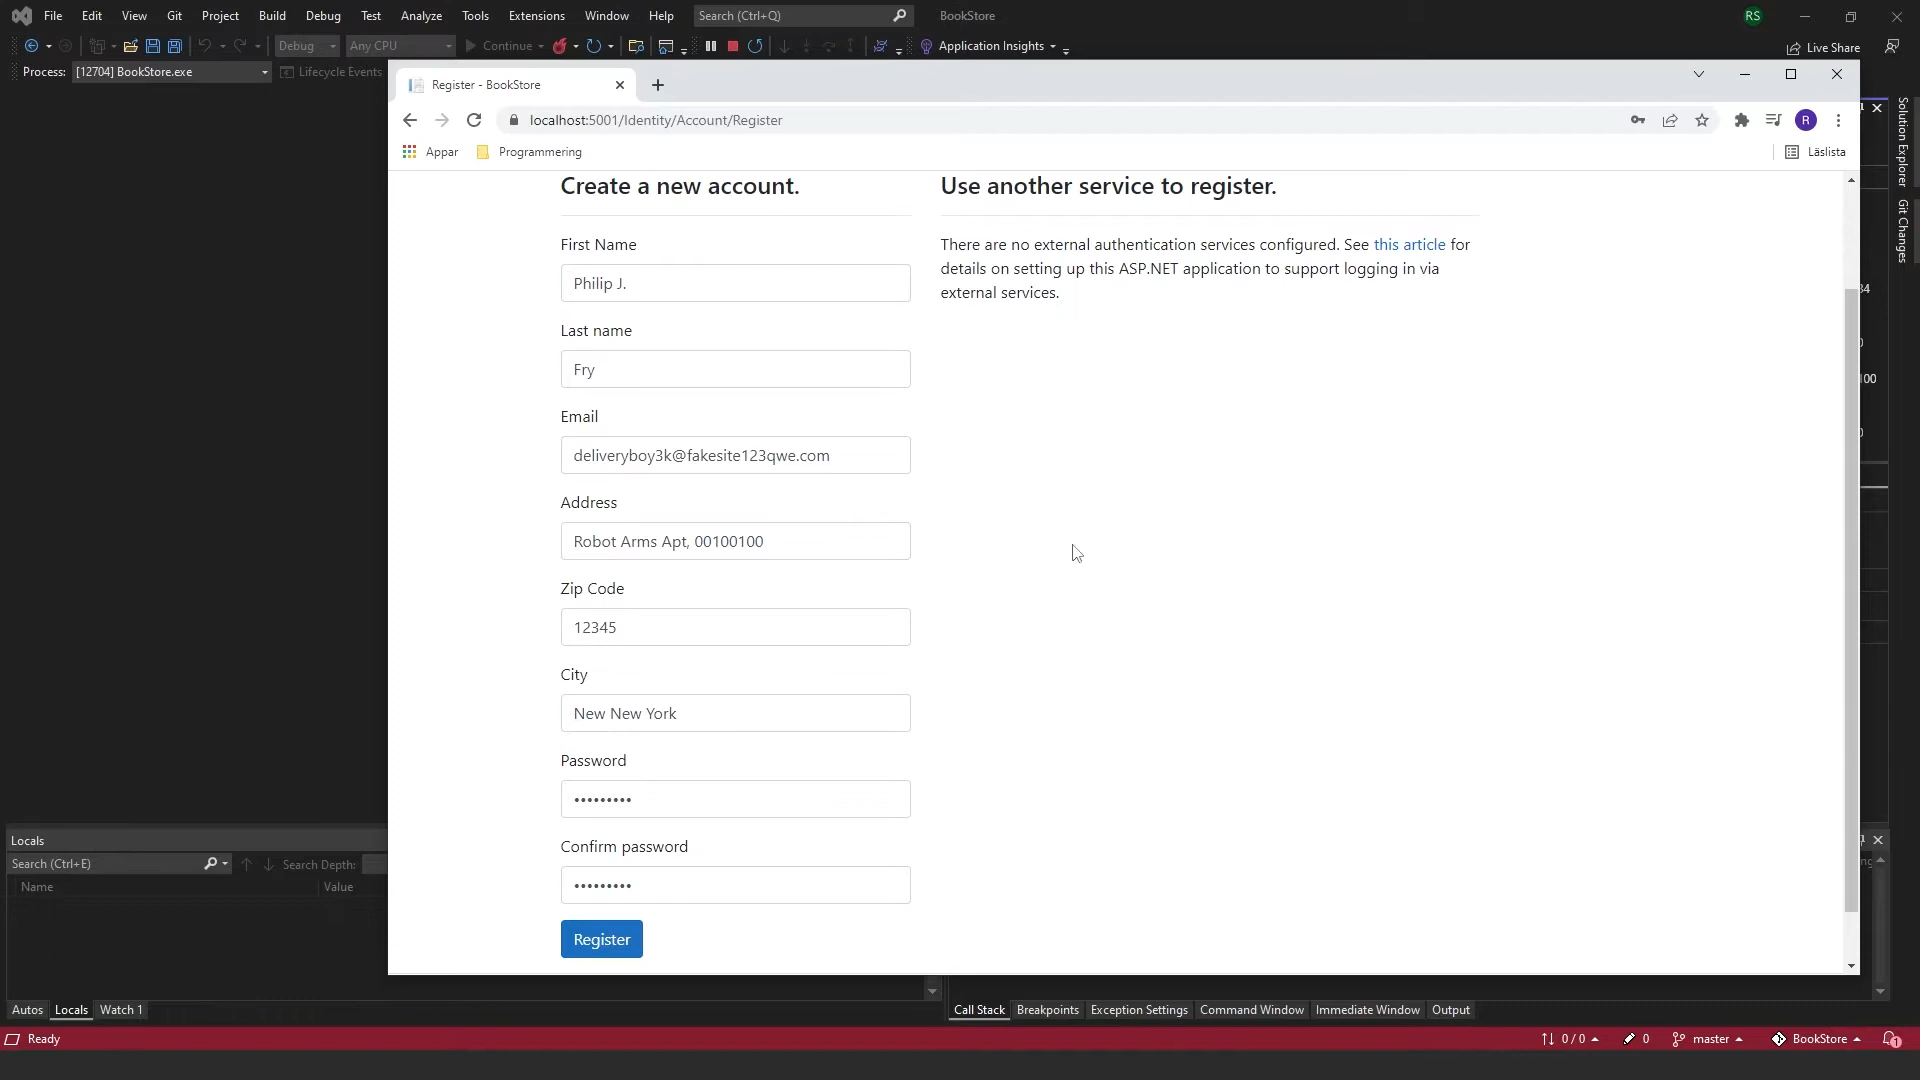 File Edit View Git Project Build Debug Test Analyze Tools Extensions Window Help Search (Ctrl+Q) BookStore RS
Debug Any CPU Continue Application Insights Live Share
Process: [12704] BookStore.exe Lifecycle Events
Register - BookStore
localhost:5001/Identity/Account/Register R
Appar Programmering Läslista
Solution Explorer
Git Changes
Create a new account.
First Name
Philip J.
Last name
Fry
Email
deliveryboy3k@fakesite123qwe.com
Address
Robot Arms Apt, 00100100
Zip Code
12345
City
New New York
Password
•••••••••
Confirm password
•••••••••
Register
Use another service to register.
There are no external authentication services configured. See this article for
details on setting up this ASP.NET application to support logging in via
external services.
Locals
Search (Ctrl+E) Search Depth:
Name Value
Autos Locals Watch 1
Call Stack Breakpoints Exception Settings Command Window Immediate Window Output
Ready 0 / 0 0 master BookStore 1